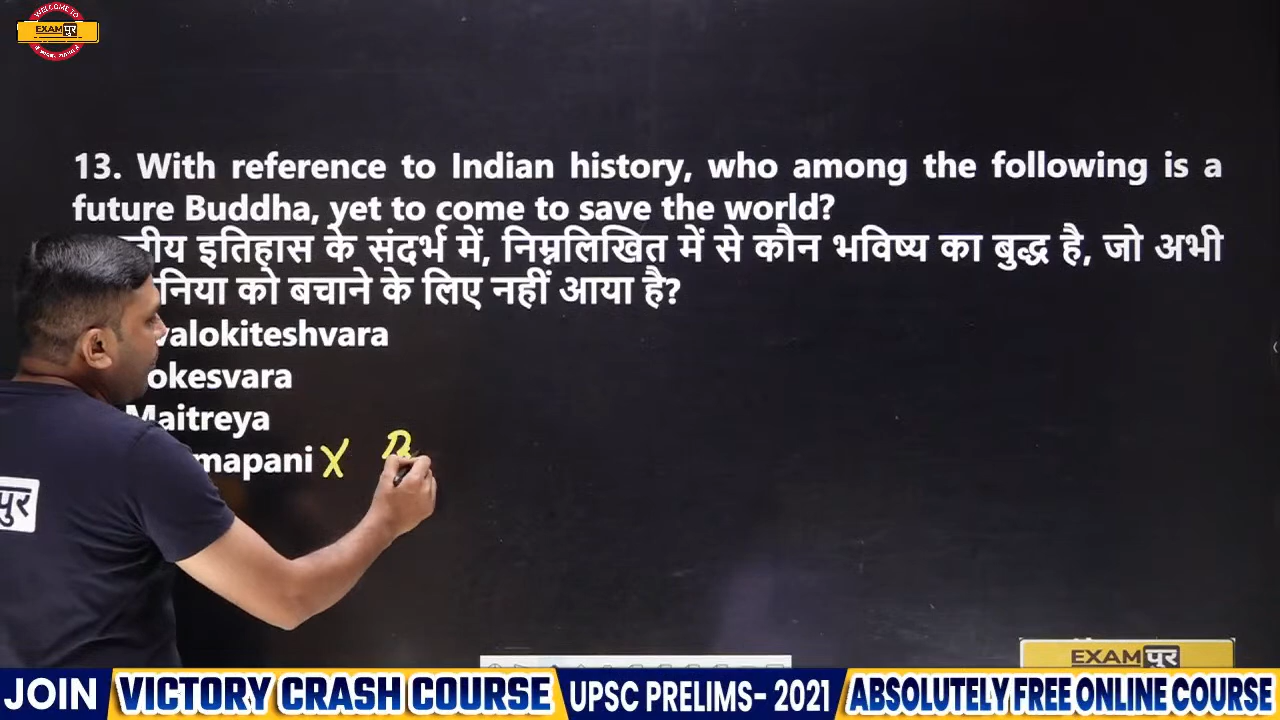 WELCOME TO
EXAMपुर
13. With reference to Indian history, who among the following is a
future Buddha, yet to come to save the world?
इतिहास के संदर्भ में, निम्नलिखित में से कौन भविष्य का बुद्ध है, जो अभी
को बचाने के लिए नहीं आया है?
valokiteshvara
okesvara
Maitreya
mapani X B
पुर
EXAMपुर
JOIN VICTORY CRASH COURSE UPSC PRELIMS- 2021 ABSOLUTELY FREE ONLINE COURSE